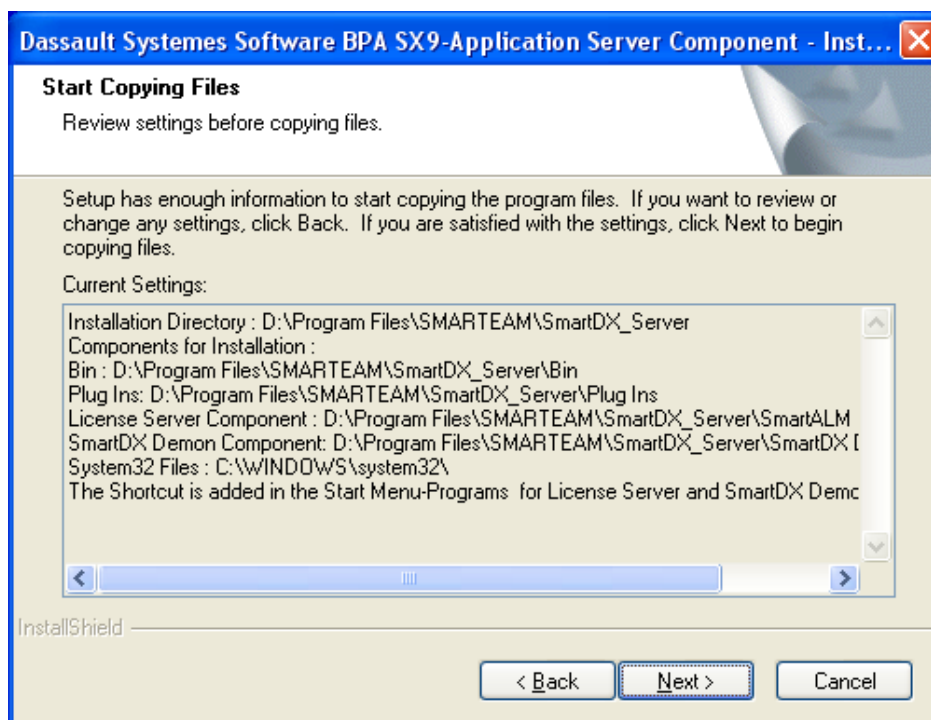 Dassault Systemes Software BPA SX9-Application Server Component - Inst...
Start Copying Files
Review settings before copying files.
Setup has enough information to start copying the program files. If you want to review or
change any settings, click Back. If you are satisfied with the settings, click Next to begin
copying files.
Current Settings:
Installation Directory : D:\Program Files\SMARTEAM\SmartDX_Server
Components for Installation :
Bin : D:\Program Files\SMARTEAM\SmartDX_Server\Bin
Plug Ins: D:\Program Files\SMARTEAM\SmartDX_Server\Plug Ins
License Server Component : D:\Program Files\SMARTEAM\SmartDX_Server\SmartALM
SmartDX Demon Component: D:\Program Files\SMARTEAM\SmartDX_Server\SmartDX
System32 Files : C:\WINDOWS\system32\
The Shortcut is added in the Start Menu-Programs for License Server and SmartDX Demo
InstallShield
< Back
Next >
Cancel